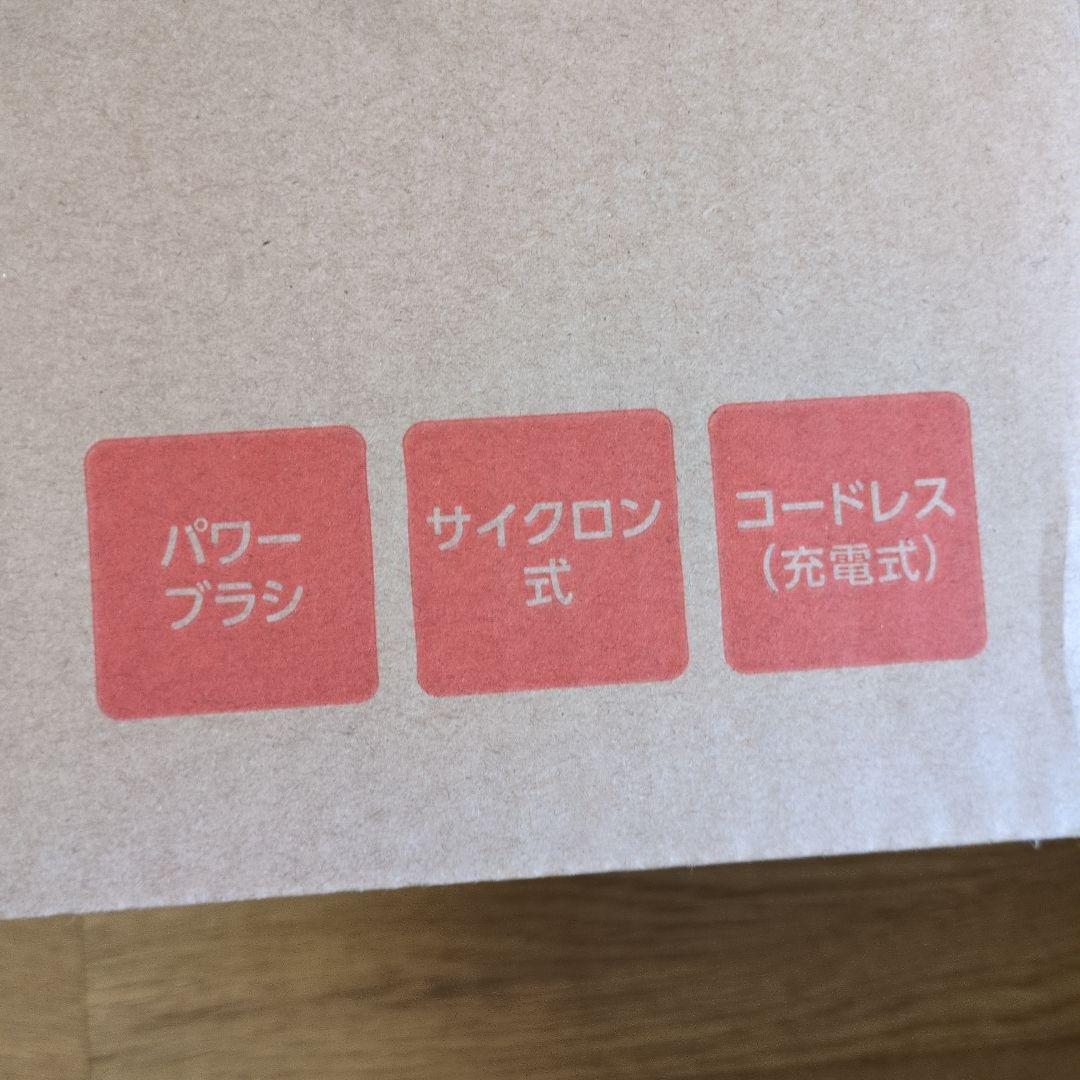 パワー
ブラシ
サイクロン
式
コードレス
(充電式)